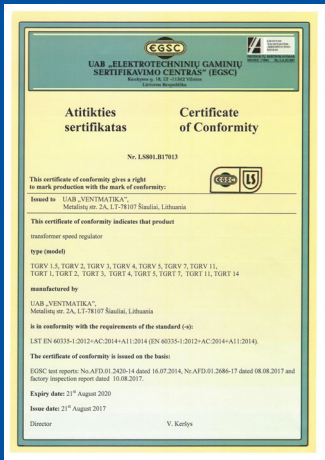 EGSC
UAB „ELEKTROTECHNINIŲ GAMINIŲ
SERTIFIKAVIMO CENTRAS" (EGSC)
Lietuvos Respublika
Atitikties
sertifikatas
Certificate
of Conformity
Nr. LS801.B17013
This certificate of conformity gives a right
to mark production with the mark of conformity:
EGSC LS
Issued to UAB „VENTMATIKA",
Metalistų str. 2A, LT-78107 Šiauliai, Lithuania
This certificate of conformity indicates that product
transformer speed regulator
type (model)
TGRV 1.5, TGRV 2, TGRV 3, TGRV 4, TGRV 5, TGRV 7, TGRV 11,
TGRT 1, TGRT 2, TGRT 3, TGRT 4, TGRT 5, TGRT 7, TGRT 11, TGRT 14
manufactured by
UAB „VENTMATIKA",
Metalistų str. 2A, LT-78107 Šiauliai, Lithuania
is in conformity with the requirements of the standard (-s):
LST EN 60335-1:2012+AC:2014+A11:2014 (EN 60335-1:2012+AC:2014+A11:2014)
The certificate of conformity is issued on the basis:
EGSC test reports: No.AFD.01.2420-14 dated 16.07.2014, Nr.AFD.01.2686-17 dated 08.08.2017 and
factory inspection report dated 10.08.2017.
Expiry date: 21st August 2020
Issue date: 21st August 2017
Director V. Keršys